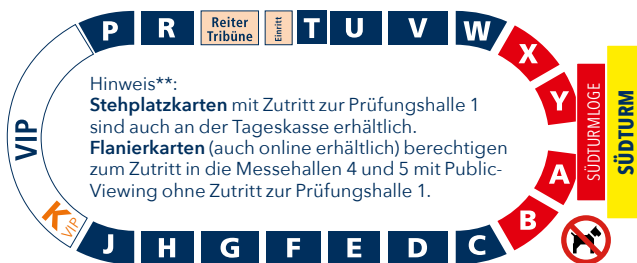 P R Reiter Tribüne Einritt T U V W
X
Y
SÜDTURMLOGE
SÜDTURM
VIP
Hinweis**:
Stehplatzkarten mit Zutritt zur Prüfungshalle 1
sind auch an der Tageskasse erhältlich.
Flanierkarten (auch online erhältlich) berechtigen
zum Zutritt in die Messehallen 4 und 5 mit Public-
Viewing ohne Zutritt zur Prüfungshalle 1.
A
B
K VIP
J H G F E D C